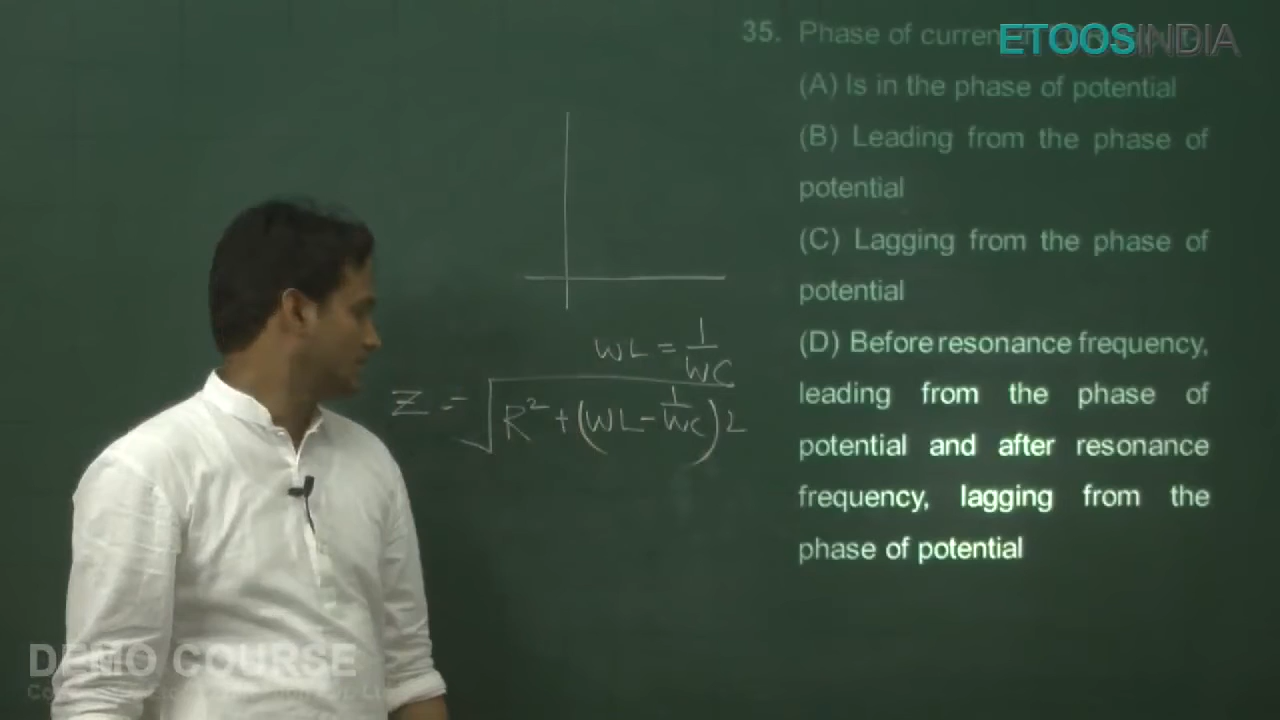 35. Phase of curren
ETOOSINDIA
(A) Is in the phase of potential
(B) Leading from the phase of
potential
(C) Lagging from the phase of
potential
(D) Before resonance frequency,
leading from the phase of
potential and after resonance
frequency, lagging from the
phase of potential
WL = 1/WC
Z = √R² + (WL - 1/WC)2
DEMO COURSE